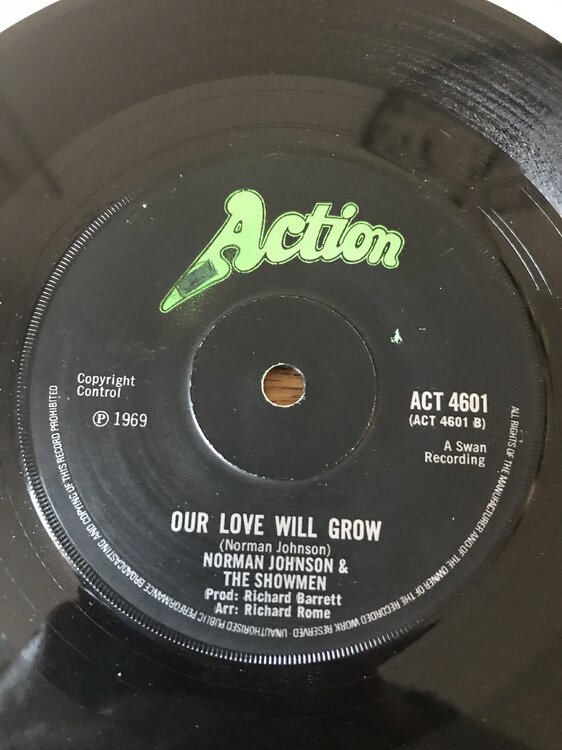 Action
Copyright
Control
℗ 1969
ACT 4601
(ACT 4601 B)
A Swan
Recording
OUR LOVE WILL GROW
(Norman Johnson)
NORMAN JOHNSON &
THE SHOWMEN
Prod: Richard Barrett
Arr: Richard Rome
ALL RIGHTS OF THE MANUFACTURER AND OF THE OWNER OF THE RECORDED WORK RESERVED · UNAUTHORISED PUBLIC PERFORMANCE BROADCASTING AND COPYING OF THIS RECORD PROHIBITED